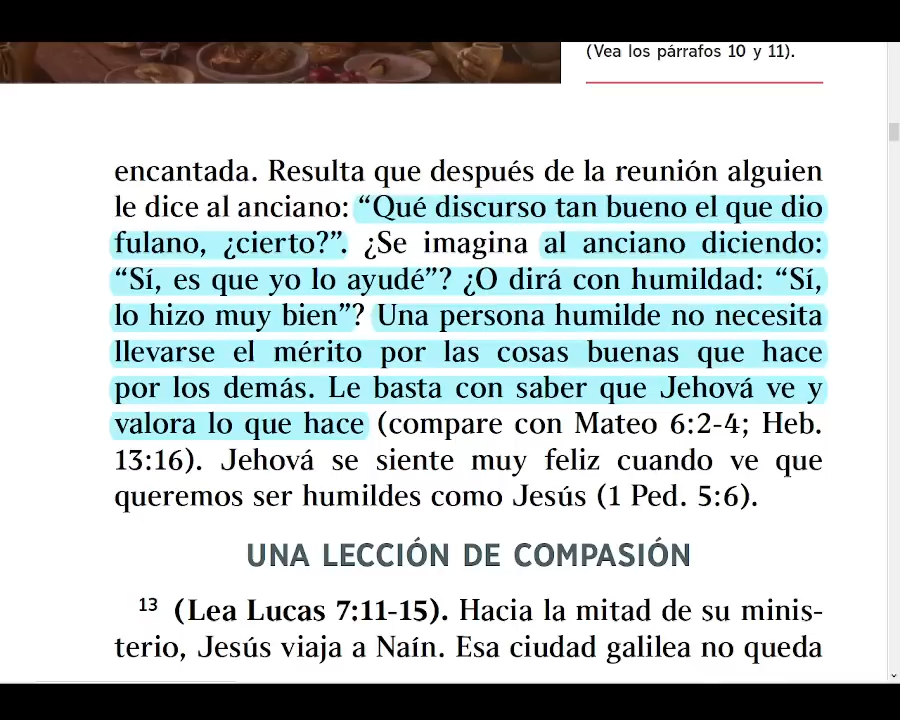 (Vea los párrafos 10 y 11).
encantada. Resulta que después de la reunión alguien
le dice al anciano: “Qué discurso tan bueno el que dio
fulano, ¿cierto?”. ¿Se imagina al anciano diciendo:
“Sí, es que yo lo ayudé”? ¿O dirá con humildad: “Sí,
lo hizo muy bien”? Una persona humilde no necesita
llevarse el mérito por las cosas buenas que hace
por los demás. Le basta con saber que Jehová ve y
valora lo que hace (compare con Mateo 6:2-4; Heb.
13:16). Jehová se siente muy feliz cuando ve que
queremos ser humildes como Jesús (1 Ped. 5:6).
UNA LECCIÓN DE COMPASIÓN
13 (Lea Lucas 7:11-15). Hacia la mitad de su minis-
terio, Jesús viaja a Naín. Esa ciudad galilea no queda